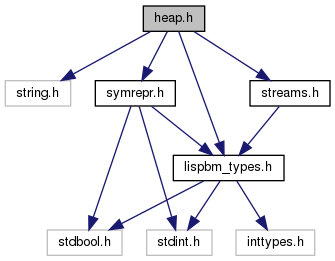 heap.h
string.h
symrepr.h
streams.h
lispbm_types.h
stdbool.h
stdint.h
inttypes.h